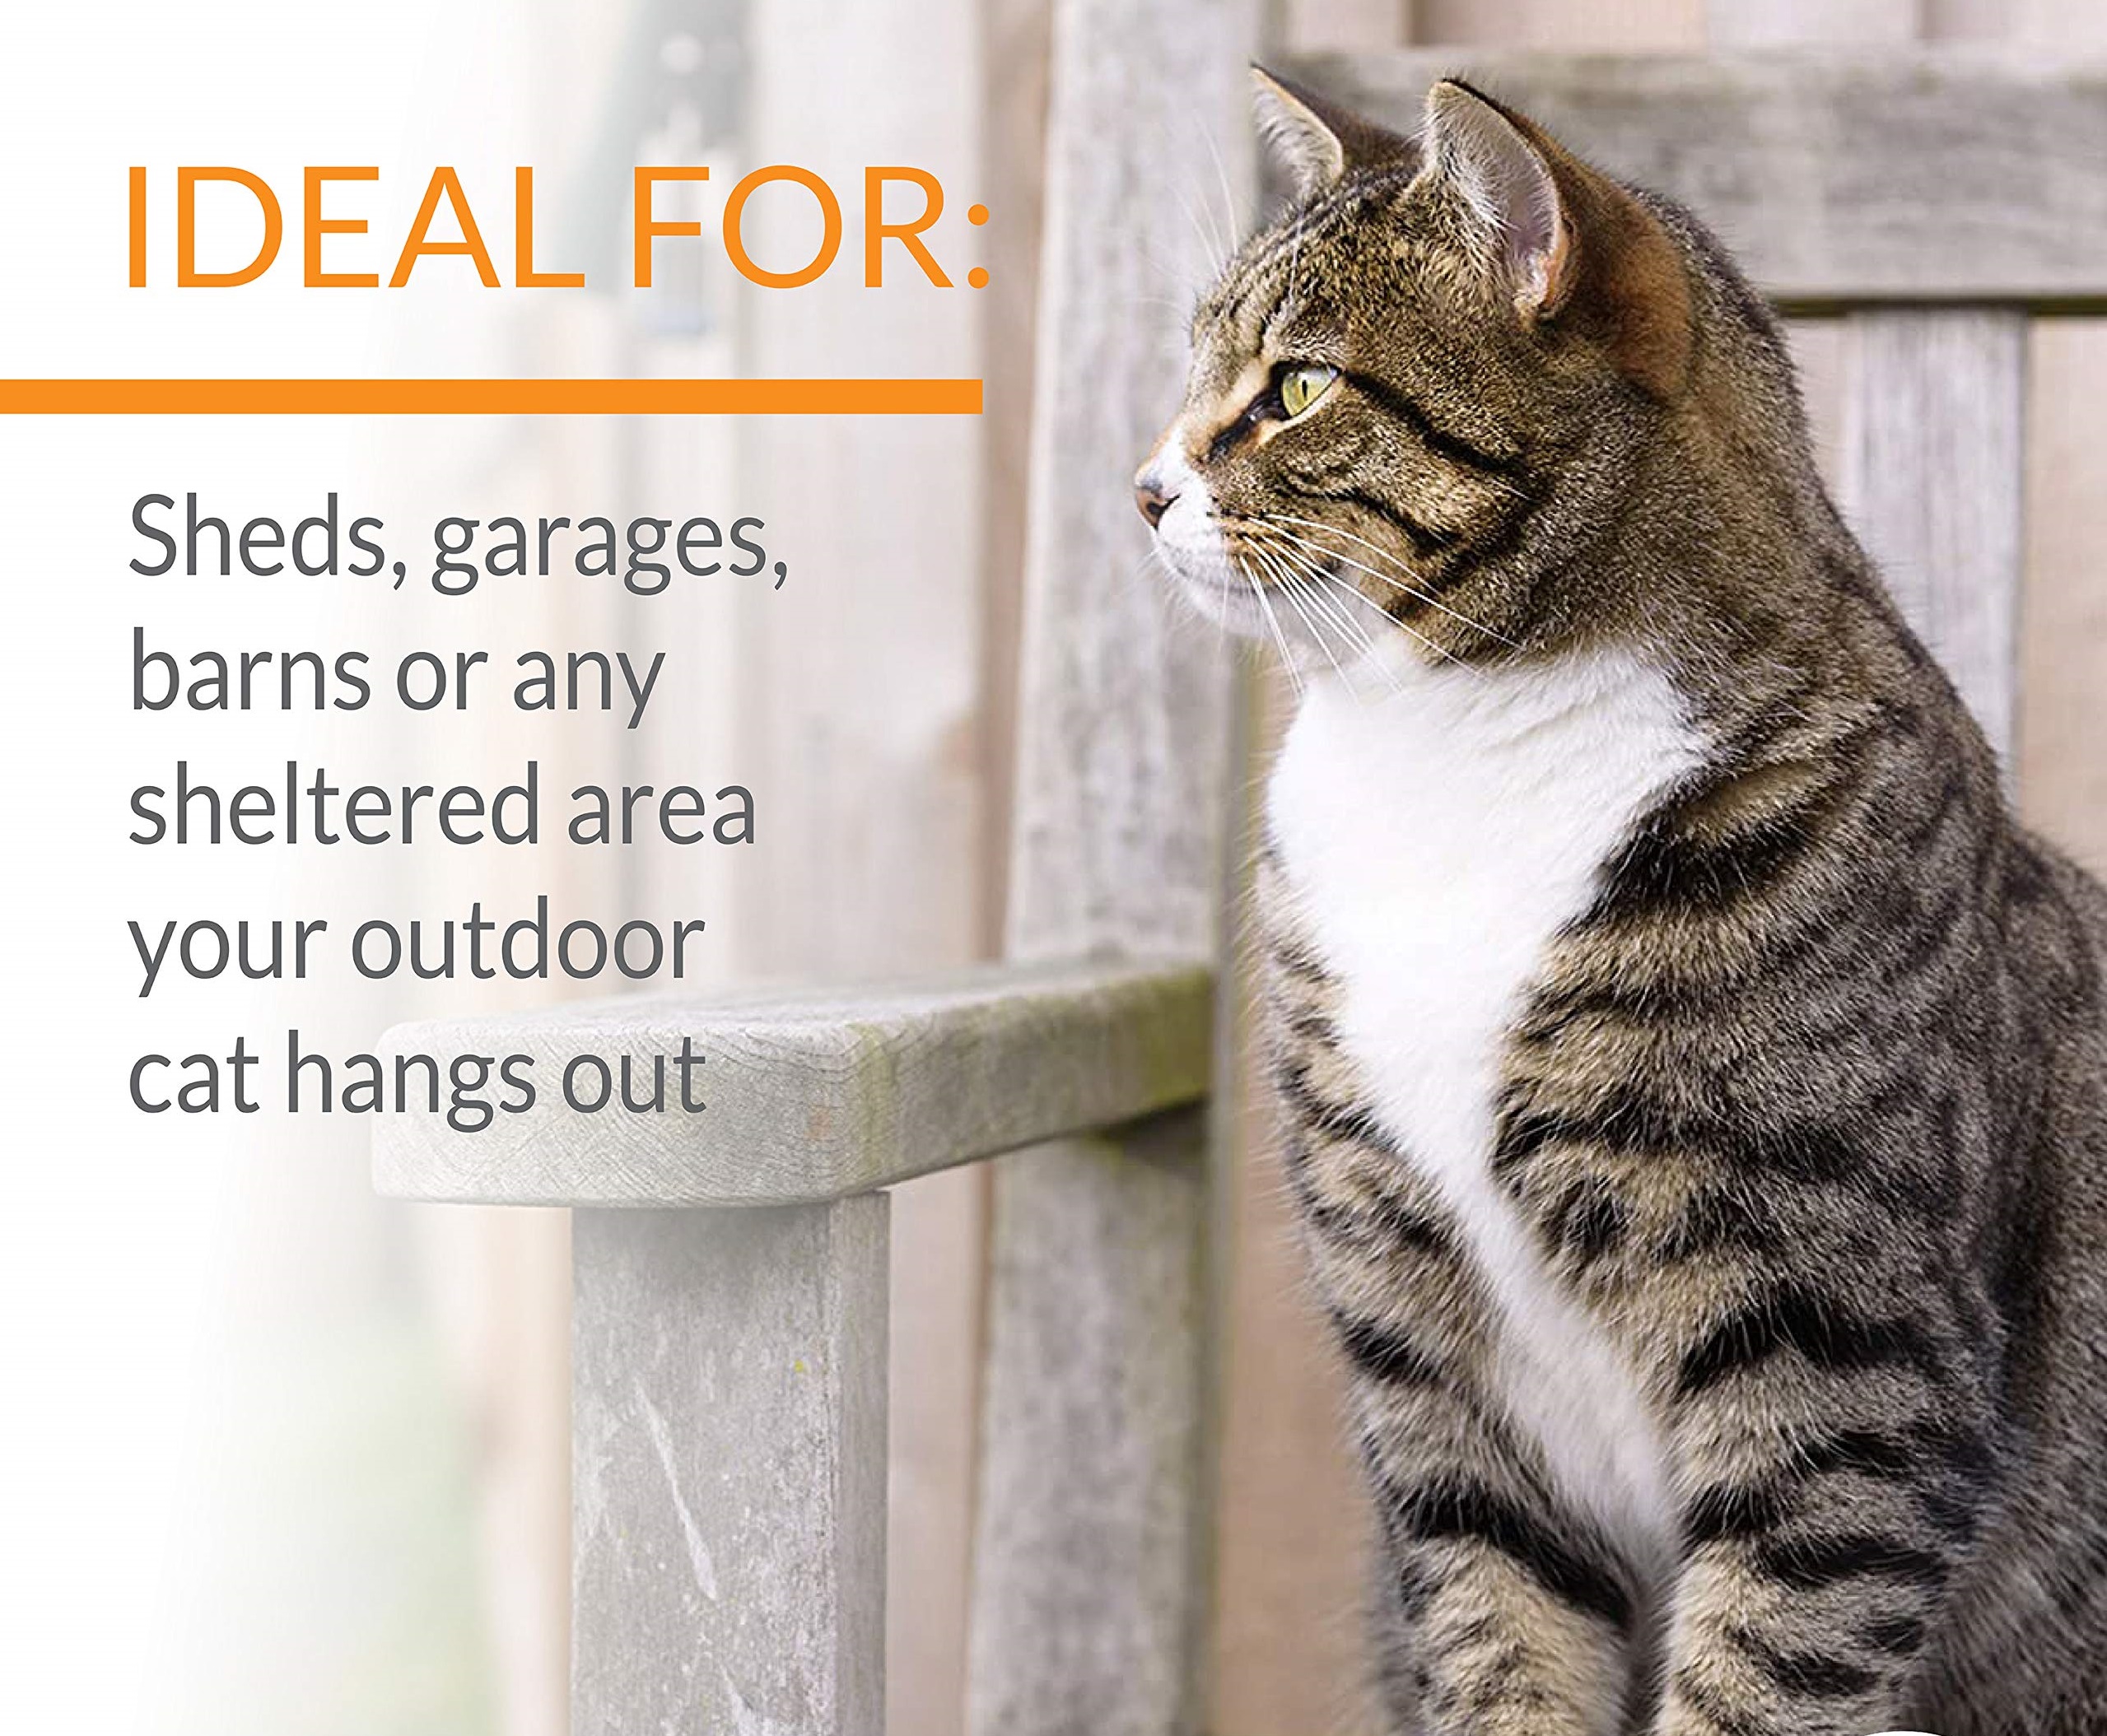 IDEAL FOR:
Sheds, garages,
barns or any
sheltered area
your outdoor
cat hangs out